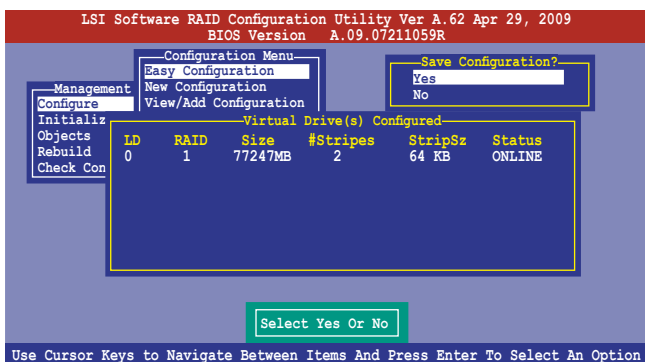 LSI Software RAID Configuration Utility Ver A.62 Apr 29, 2009
BIOS Version A.09.07211059R
Configuration Menu
Easy Configuration
New Configuration
View/Add Configuration
Save Configuration?
Yes
No
Management
Configure
Initializ
Objects
Rebuild
Check Con
Virtual Drive(s) Configured
LD RAID Size #Stripes StripSz Status
0 1 77247MB 2 64 KB ONLINE
Select Yes Or No
Use Cursor Keys to Navigate Between Items And Press Enter To Select An Option